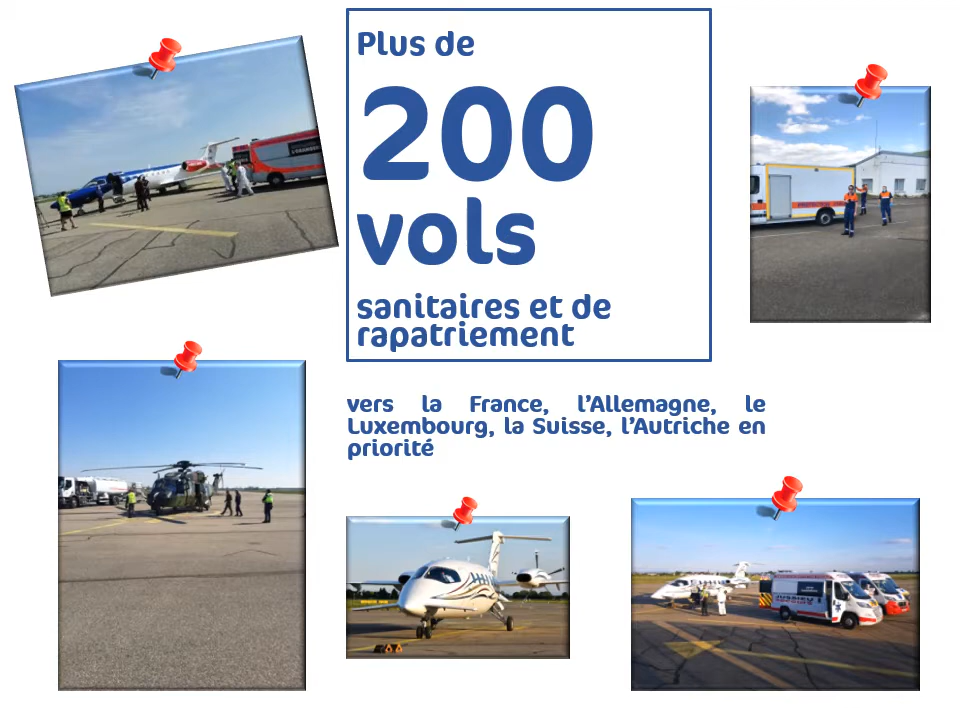 Plus de
200
vols
sanitaires et de
rapatriement
vers la France, l'Allemagne, le
Luxembourg, la Suisse, l'Autriche en
priorité